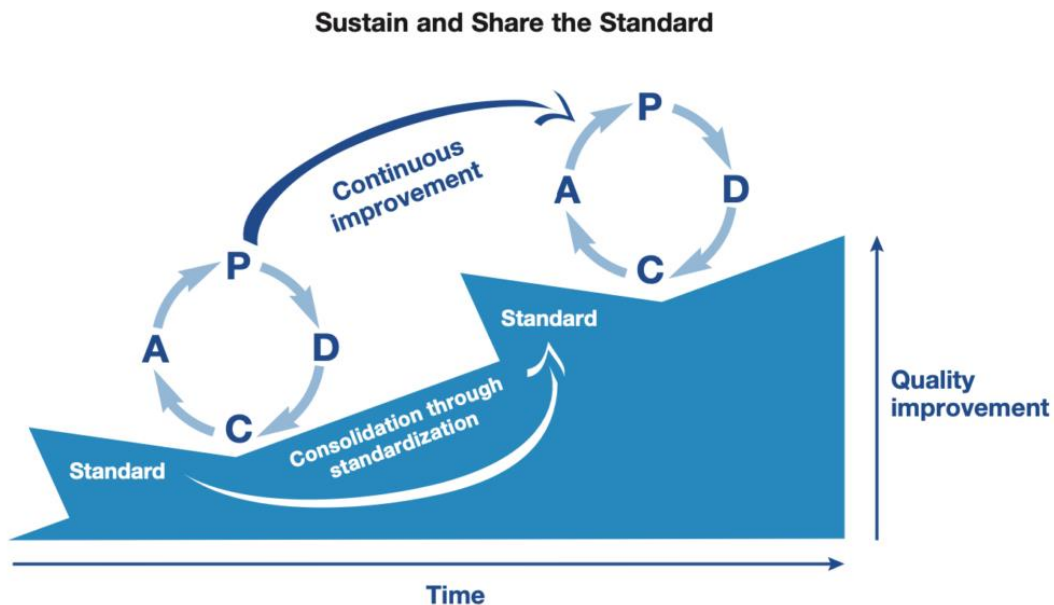 Sustain and Share the Standard
P
D
C
A
Continuous
improvement
P
D
C
A
Standard
Consolidation through
standardization
Standard
Quality
improvement
Time